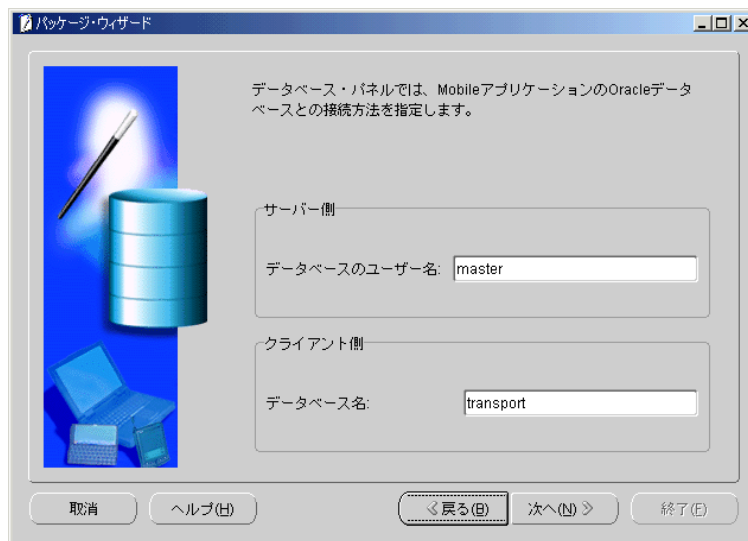 パッケージ・ウィザード
データベース・パネルでは、MobileアプリケーションのOracleデータ
ベースとの接続方法を指定します。
サーバー側
データベースのユーザー名: master
クライアント側
データベース名: transport
取消 ヘルプ(H) 戻る(B) 次へ(N) 終了(F)